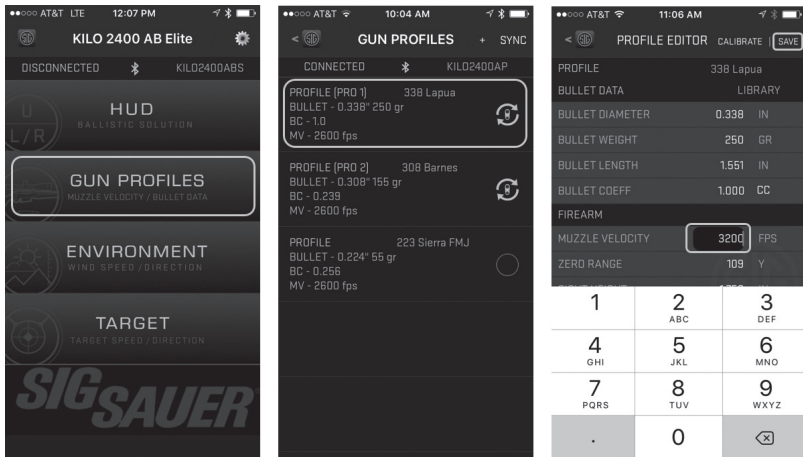 ●●○○○ AT&T LTE 12:07 PM
SIG KILO 2400 AB Elite
DISCONNECTED KILO2400ABS
U
L/R
HUD
BALLISTIC SOLUTION
GUN PROFILES
MUZZLE VELOCITY / BULLET DATA
ENVIRONMENT
WIND SPEED / DIRECTION
TARGET
TARGET SPEED / DIRECTION
SIG SAUER
●●○○○ AT&T 10:04 AM
< SIG GUN PROFILES + SYNC
CONNECTED KILO2400AP
PROFILE (PRO 1) 338 Lapua
BULLET - 0.338" 250 gr
BC - 1.0
MV - 2600 fps
PROFILE (PRO 2) 308 Barnes
BULLET - 0.308" 155 gr
BC - 0.239
MV - 2600 fps
PROFILE 223 Sierra FMJ
BULLET - 0.224" 55 gr
BC - 0.256
MV - 2600 fps
●●○○○ AT&T 11:06 AM
< SIG PROFILE EDITOR CALIBRATE | SAVE
PROFILE 338 Lapua
BULLET DATA LIBRARY
BULLET DIAMETER 0.338 IN
BULLET WEIGHT 250 GR
BULLET LENGTH 1.551 IN
BULLET COEFF 1.000 CC
FIREARM
MUZZLE VELOCITY 3200 FPS
ZERO RANGE 109 Y
1 2 3
ABC DEF
4 5 6
GHI JKL MNO
7 8 9
PQRS TUV WXYZ
. 0